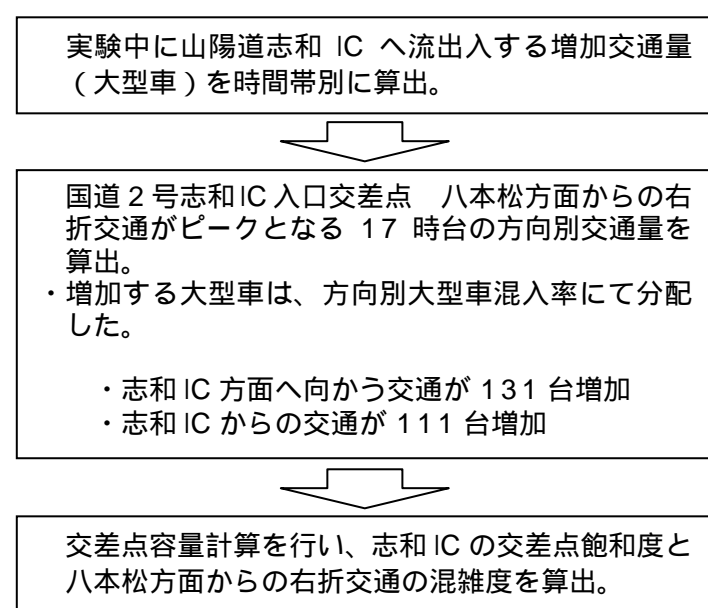 実験中に山陽道志和 IC へ流出入する増加交通量
（大型車）を時間帯別に算出。
国道２号志和IC入口交差点　八本松方面からの右
折交通がピークとなる 17 時台の方向別交通量を
算出。
・増加する大型車は、方向別大型車混入率にて分配
した。
・志和IC 方面へ向かう交通が 131 台増加
・志和IC からの交通が 111 台増加
交差点容量計算を行い、志和IC の交差点飽和度と
八本松方面からの右折交通の混雑度を算出。